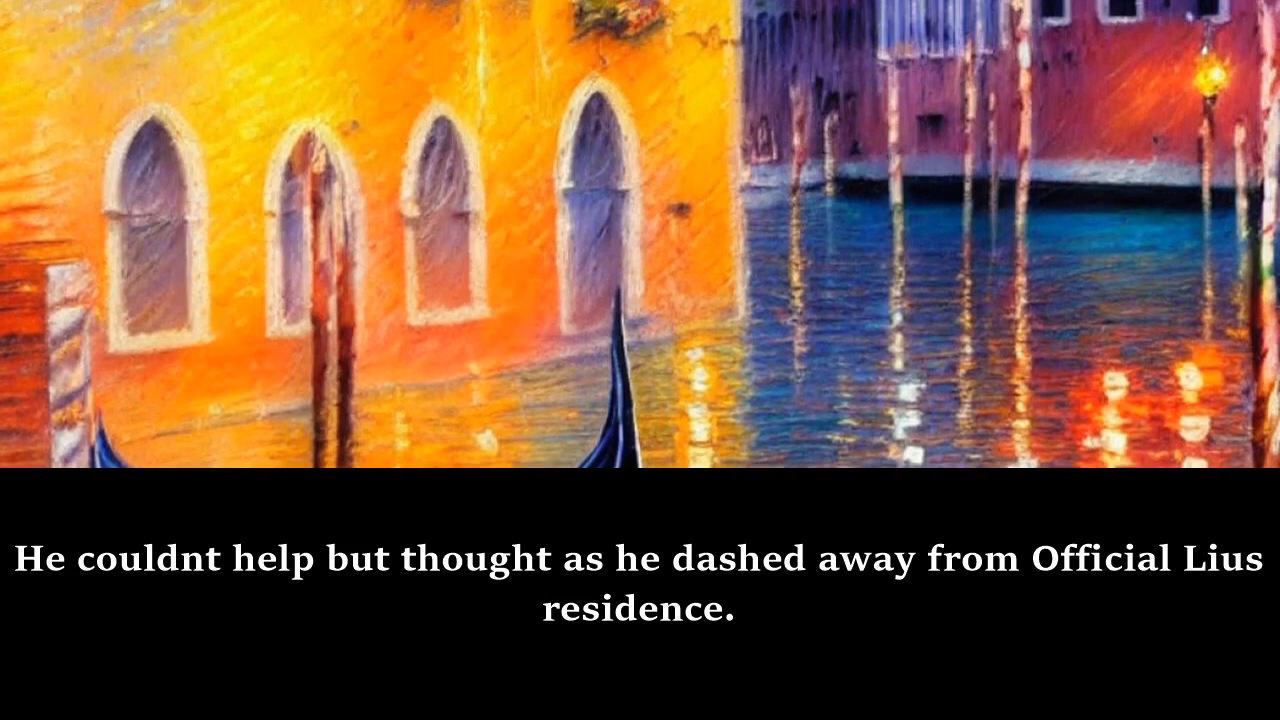 He couldnt help but thought as he dashed away from Official Lius
residence.